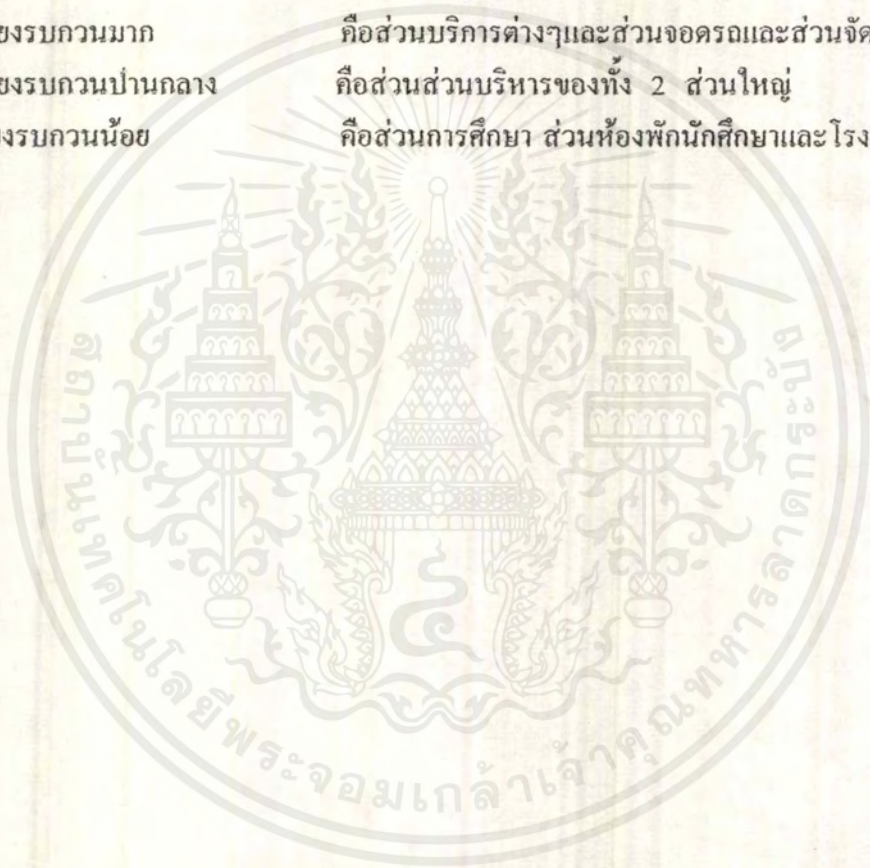 งรบกวนมาก คือส่วนบริการต่างๆและส่วนจอดรถและส่วนจัด
งรบกวนปานกลาง คือส่วนส่วนบริหารของทั้ง 2 ส่วนใหญ่
งรบกวนน้อย คือส่วนการศึกษา ส่วนห้องพักนักศึกษาและโรง
สถาบันเทคโนโลยีพระจอมเกล้าเจ้าคุณทหารลาดกระบัง